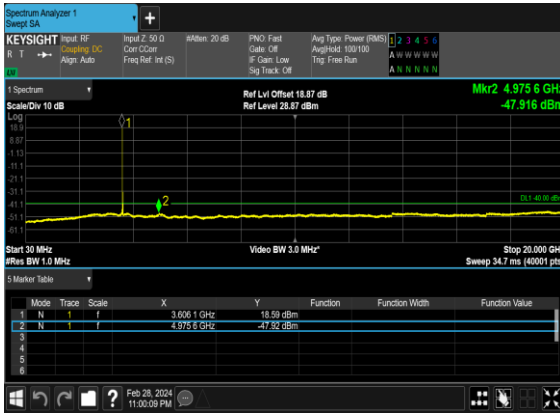 Spectrum Analyzer 1
Swept SA
+
KEYSIGHT Input: RF Input Z: 50 Ω #Atten: 20 dB PNO: Fast Avg Type: Power (RMS) 1 2 3 4 5 6
R T Coupling: DC Corr CCorr Gate: Off Avg|Hold: 100/100 A W W W W W
Align: Auto Freq Ref: Int (S) IF Gain: Low Trig: Free Run
Sig Track: Off A N N N N N
1 Spectrum
Mkr2 4.975 6 GHz
Ref Lvl Offset 18.87 dB
Scale/Div 10 dB Ref Level 28.87 dBm -47.916 dBm
Log
18.9
8.87
-1.13
-11.1
-21.1
-31.1
-41.1
-51.1
-61.1
1
2
DL1 -40.00 dBm
Start 30 MHz Video BW 3.0 MHz* Stop 20.000 GHz
#Res BW 1.0 MHz Sweep 34.7 ms (40001 pts)
5 Marker Table
Mode Trace Scale X Y Function Function Width Function Value
1 N 1 f 3.606 1 GHz 18.59 dBm
2 N 1 f 4.975 6 GHz -47.92 dBm
3
4
5
6
? Feb 28, 2024
11:00:09 PM